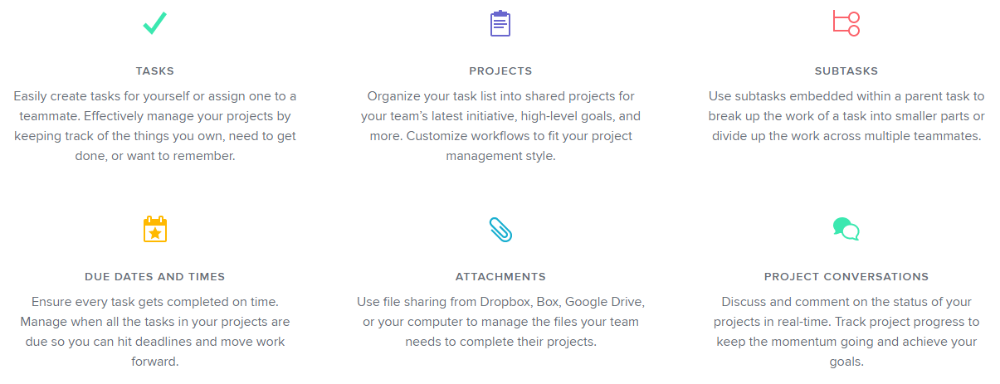 TASKS
Easily create tasks for yourself or assign one to a
teammate. Effectively manage your projects by
keeping track of the things you own, need to get
done, or want to remember.
PROJECTS
Organize your task list into shared projects for
your team’s latest initiative, high-level goals, and
more. Customize workflows to fit your project
management style.
SUBTASKS
Use subtasks embedded within a parent task to
break up the work of a task into smaller parts or
divide up the work across multiple teammates.
DUE DATES AND TIMES
Ensure every task gets completed on time.
Manage when all the tasks in your projects are
due so you can hit deadlines and move work
forward.
ATTACHMENTS
Use file sharing from Dropbox, Box, Google Drive,
or your computer to manage the files your team
needs to complete their projects.
PROJECT CONVERSATIONS
Discuss and comment on the status of your
projects in real-time. Track project progress to
keep the momentum going and achieve your
goals.